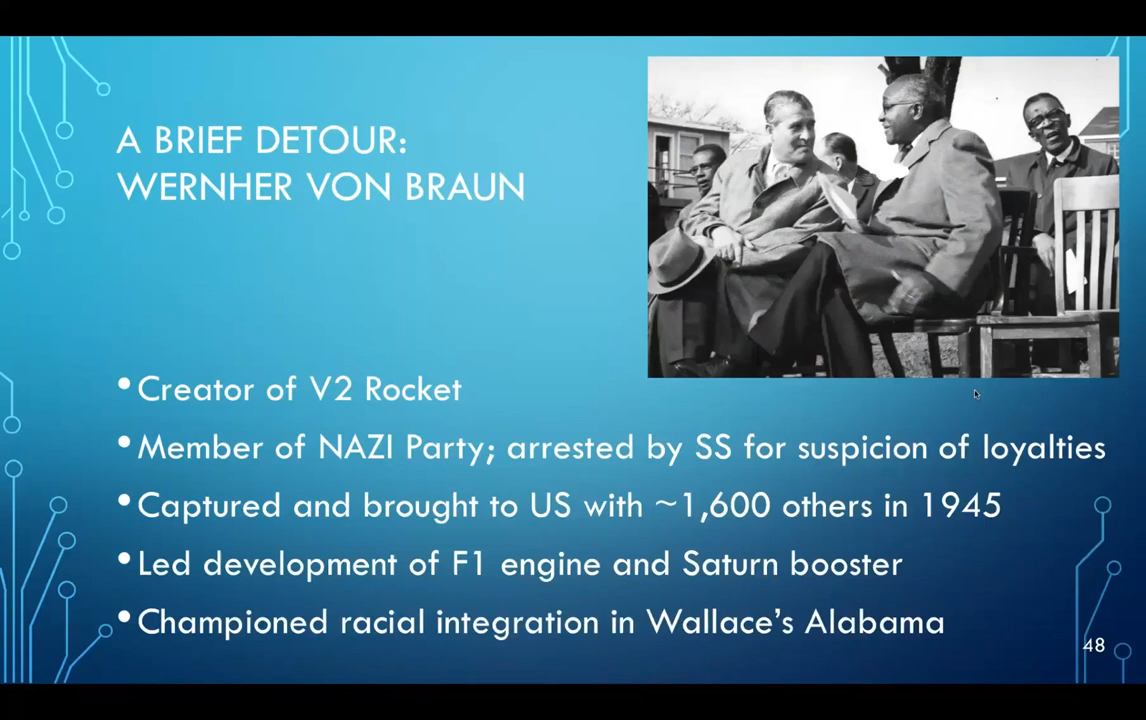 A BRIEF DETOUR:
WERNHER VON BRAUN
• Creator of V2 Rocket
• Member of NAZI Party; arrested by SS for suspicion of loyalties
• Captured and brought to US with ~1,600 others in 1945
• Led development of F1 engine and Saturn booster
• Championed racial integration in Wallace's Alabama
48